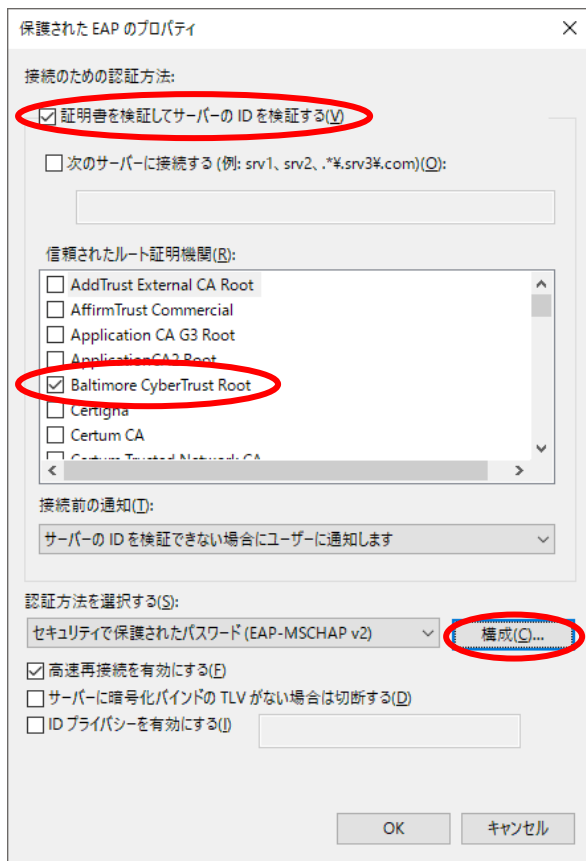 保護された EAP のプロパティ
接続のための認証方法:
証明書を検証してサーバーの ID を検証する(V)
次のサーバーに接続する (例: srv1、srv2、.*¥.srv3¥.com)(O):
信頼されたルート証明機関(R):
AddTrust External CA Root
AffirmTrust Commercial
Application CA G3 Root
ApplicationCA2 Root
Baltimore CyberTrust Root
Certigna
Certum CA
Certum Trusted Network CA
接続前の通知(T):
サーバーの ID を検証できない場合にユーザーに通知します
認証方法を選択する(S):
セキュリティで保護されたパスワード (EAP-MSCHAP v2)
構成(C)...
高速再接続を有効にする(F)
サーバーに暗号化バインドの TLV がない場合は切断する(D)
ID プライバシーを有効にする(I)
OK
キャンセル